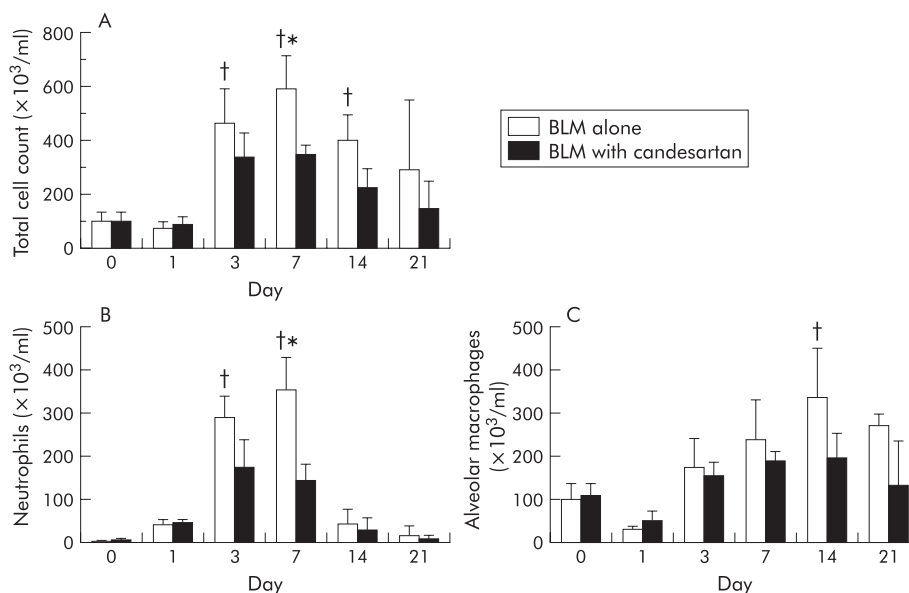 A
Total cell count (×10³/ml)
800
600
400
200
0
†
†*
†
0 1 3 7 14 21
Day
BLM alone
BLM with candesartan
B
Neutrophils (×10³/ml)
500
400
300
200
100
0
†
†*
0 1 3 7 14 21
Day
C
Alveolar macrophages
(×10³/ml)
500
400
300
200
100
0
†
0 1 3 7 14 21
Day